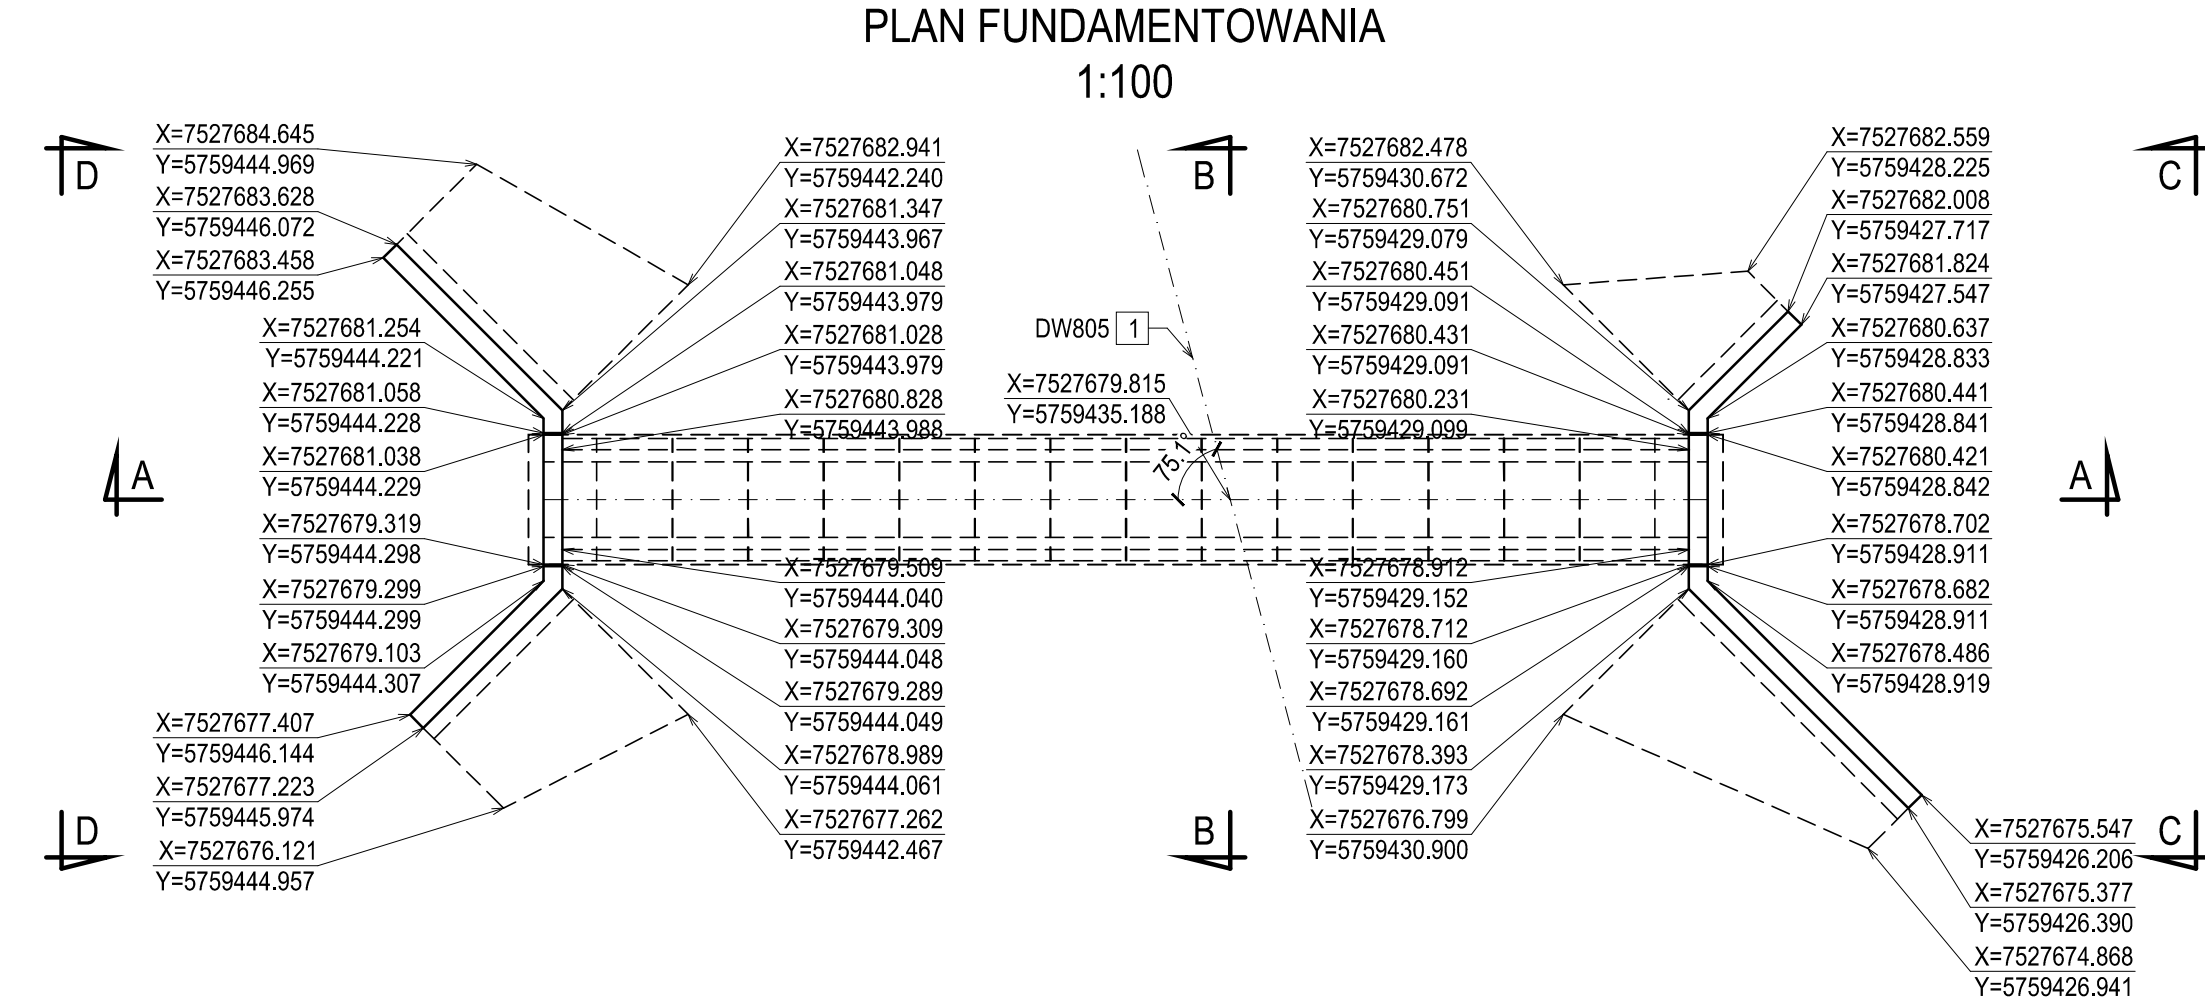 PLAN FUNDAMENTOWANIA
1:100
D
X=7527684.645
Y=5759444.969
X=7527683.628
Y=5759446.072
X=7527683.458
Y=5759446.255
X=7527681.254
Y=5759444.221
X=7527681.058
Y=5759444.228
X=7527681.038
Y=5759444.229
X=7527679.319
Y=5759444.298
X=7527679.299
Y=5759444.299
X=7527679.103
Y=5759444.307
X=7527677.407
Y=5759446.144
X=7527677.223
Y=5759445.974
X=7527676.121
Y=5759444.957
A
D
X=7527682.941
Y=5759442.240
X=7527681.347
Y=5759443.967
X=7527681.048
Y=5759443.979
X=7527681.028
Y=5759443.979
X=7527680.828
Y=5759443.988
X=7527679.509
Y=5759444.040
X=7527679.309
Y=5759444.048
X=7527679.289
Y=5759444.049
X=7527678.989
Y=5759444.061
X=7527677.262
Y=5759442.467
B
DW805 1
X=7527679.815
Y=5759435.188
75.1°
B
X=7527682.478
Y=5759430.672
X=7527680.751
Y=5759429.079
X=7527680.451
Y=5759429.091
X=7527680.431
Y=5759429.091
X=7527680.231
Y=5759429.099
X=7527678.912
Y=5759429.152
X=7527678.712
Y=5759429.160
X=7527678.692
Y=5759429.161
X=7527678.393
Y=5759429.173
X=7527676.799
Y=5759430.900
X=7527682.559
Y=5759428.225
X=7527682.008
Y=5759427.717
X=7527681.824
Y=5759427.547
X=7527680.637
Y=5759428.833
X=7527680.441
Y=5759428.841
X=7527680.421
Y=5759428.842
X=7527678.702
Y=5759428.911
X=7527678.682
Y=5759428.911
X=7527678.486
Y=5759428.919
C
A
C
X=7527675.547
Y=5759426.206
X=7527675.377
Y=5759426.390
X=7527674.868
Y=5759426.941